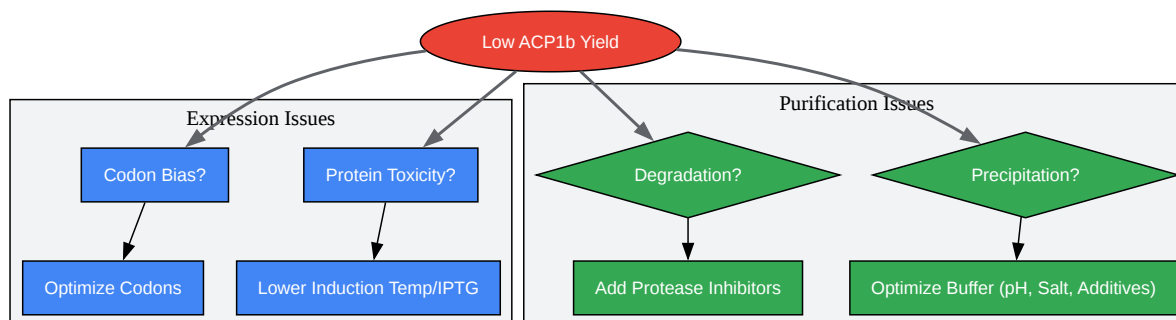 Low ACP1b Yield
Expression Issues
Purification Issues
Codon Bias?
Protein Toxicity?
Degradation?
Precipitation?
Optimize Codons
Lower Induction Temp/IPTG
Add Protease Inhibitors
Optimize Buffer (pH, Salt, Additives)